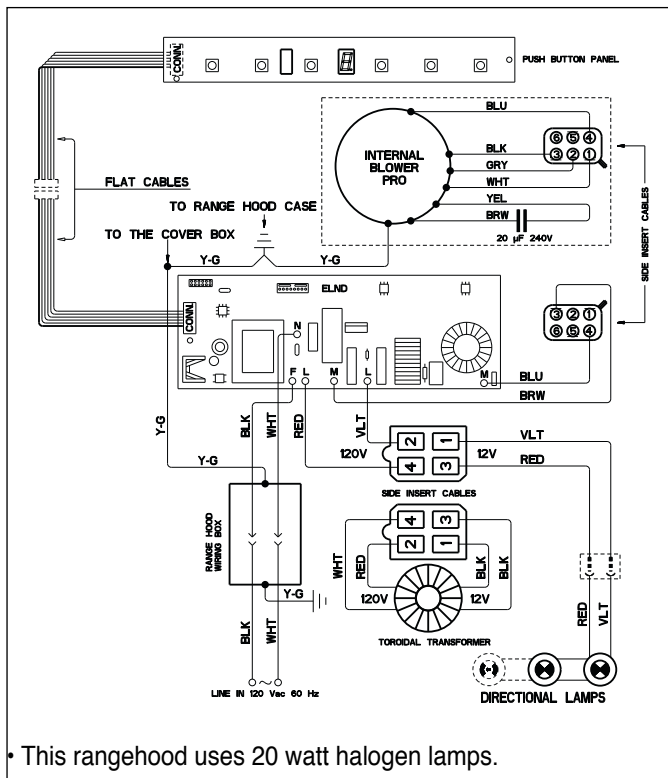 CONN.
8
PUSH BUTTON PANEL
BLU
BLK
GRY
WHT
YEL
BRW
6 5 4
3 2 1
INTERNAL
BLOWER
PRO
20 µF 240V
SIDE INSERT CABLES
FLAT CABLES
TO RANGE HOOD CASE
TO THE COVER BOX
Y-G
Y-G
ELND
CONN.
N
F L M L M
3 2 1
6 5 4
BLU
BRW
Y-G
BLK
WHT
RED
VLT
Y-G
120V
2 1
4 3
12V
VLT
RED
SIDE INSERT CABLES
RANGE HOOD
WIRING BOX
4 3
2 1
WHT
RED
BLK
BLK
120V
12V
TOROIDAL TRANSFORMER
Y-G
BLK
WHT
RED
VLT
LINE IN 120 Vac 60 Hz
DIRECTIONAL LAMPS
• This rangehood uses 20 watt halogen lamps.